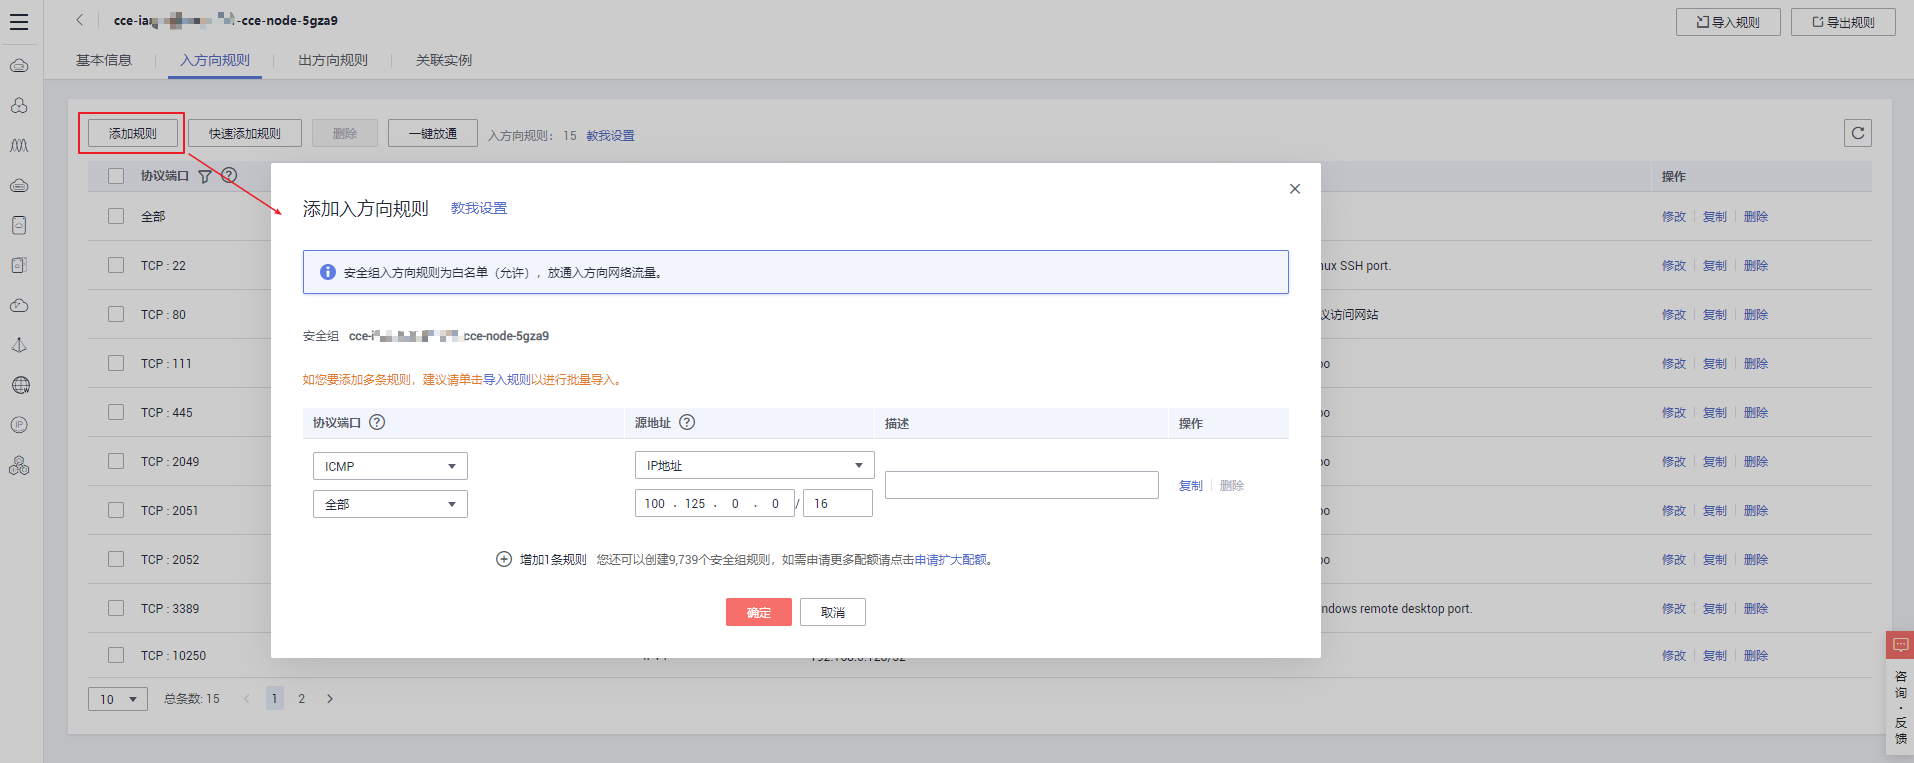 cce-ia -cce-node-5gza9
导入规则
导出规则
基本信息
入方向规则
出方向规则
关联实例
添加规则
快速添加规则
删除
一键放通
入方向规则： 15 教我设置
协议端口
操作
全部
修改 复制 删除
TCP : 22
nux SSH port.
修改 复制 删除
TCP : 80
议访问网站
修改 复制 删除
TCP : 111
修改 复制 删除
TCP : 445
修改 复制 删除
TCP : 2049
修改 复制 删除
TCP : 2051
修改 复制 删除
TCP : 2052
修改 复制 删除
TCP : 3389
ndows remote desktop port.
修改 复制 删除
TCP : 10250
修改 复制 删除
10
总条数: 15
1
2
添加入方向规则 教我设置
安全组入方向规则为白名单（允许），放通入方向网络流量。
安全组 cce-i cce-node-5gza9
如您要添加多条规则，建议请单击导入规则以进行批量导入。
协议端口
源地址
描述
操作
ICMP
IP地址
复制 删除
全部
100 . 125 . 0 . 0 / 16
增加1条规则 您还可以创建9,739个安全组规则，如需申请更多配额请点击申请扩大配额。
确定
取消
咨询·反馈